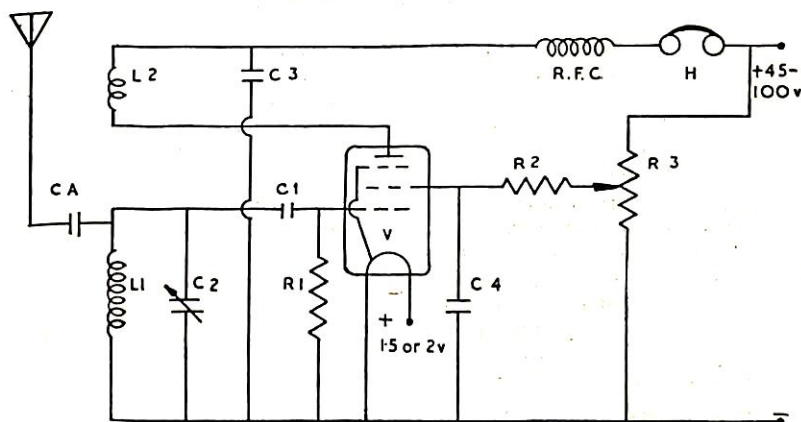 L2
C3
R.F.C.
H
+45-
100v
R2
R3
CA
C1
V
L1
C2
R1
C4
-
+
1·5 or 2v
-